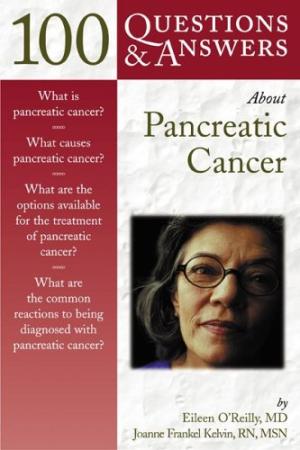 100 QUESTIONS
& ANSWERS
About
Pancreatic
Cancer
What is
pancreatic cancer?
What causes
pancreatic cancer?
What are the
options available
for the treatment
of pancreatic
cancer?
What are
the common
reactions to being
diagnosed with
pancreatic cancer?
by
Eileen O'Reilly, MD
Joanne Frankel Kelvin, RN, MSN